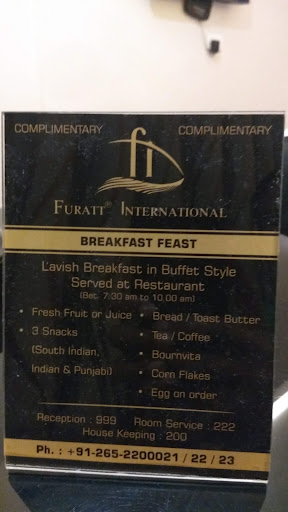 COMPLIMENTARY COMPLIMENTARY
fi
FURATT® INTERNATIONAL
BREAKFAST FEAST
Lavish Breakfast in Buffet Style
Served at Restaurant
(Bet. 7:30 am to 10.00 am)
• Fresh Fruit or Juice
• 3 Snacks
(South Indian,
Indian & Punjabi)
• Bread / Toast Butter
• Tea / Coffee
• Bournvita
• Corn Flakes
• Egg on order
Reception : 999 Room Service : 222
House Keeping : 200
Ph. : +91-265-2200021 / 22 / 23